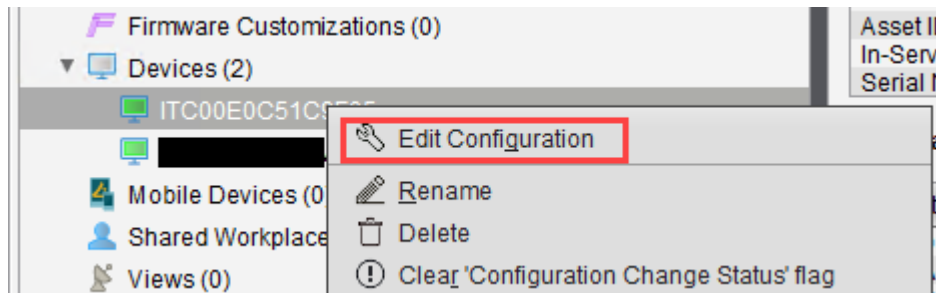 Firmware Customizations (0)
Devices (2)
ITC00E0C51C9
Edit Configuration
Rename
Mobile Devices (0
Delete
Shared Workplace
Clear 'Configuration Change Status' flag
Views (0)
Asset I
In-Serv
Serial